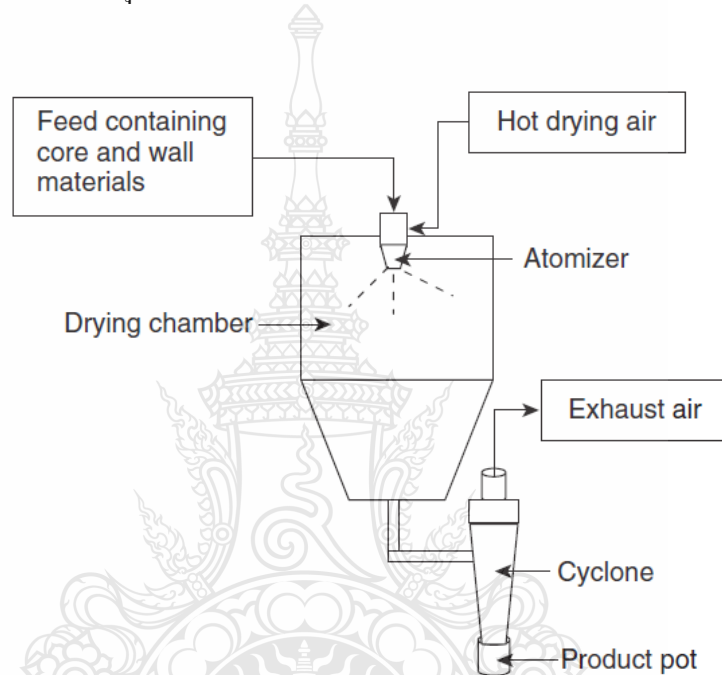 Feed containing
core and wall
materials
Hot drying air
Atomizer
Drying chamber
Exhaust air
Cyclone
Product pot